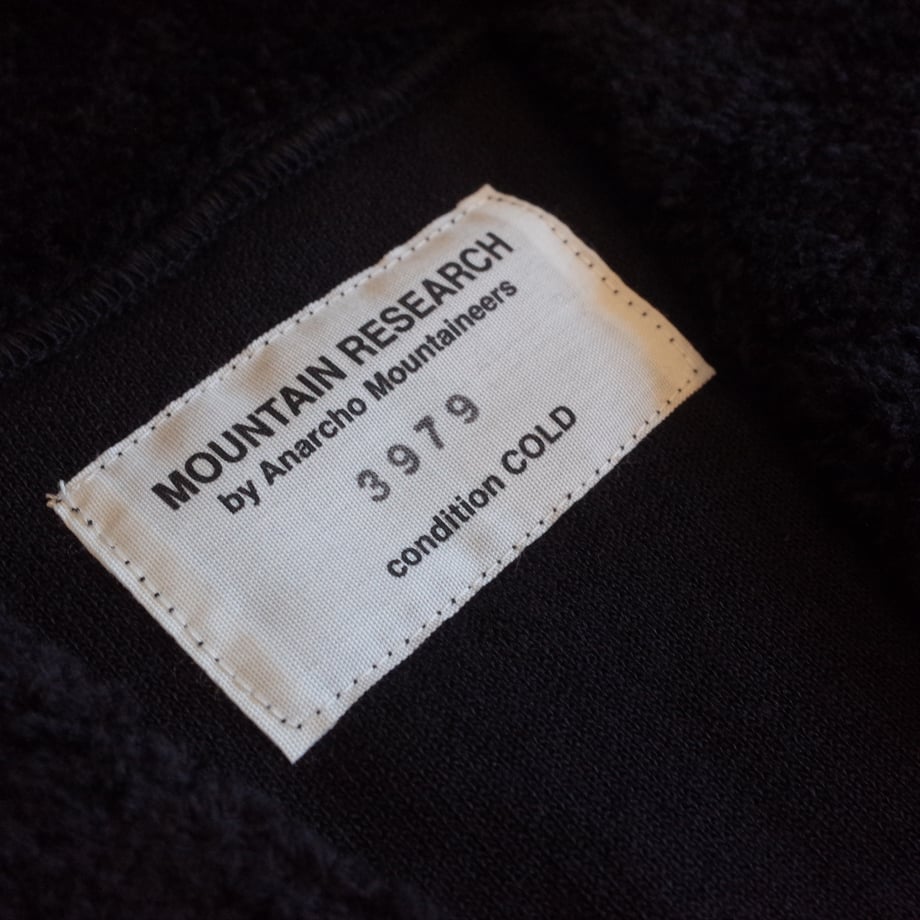 MOUNTAIN RESEARCH
by Anarcho Mountaineers
3979
condition COLD